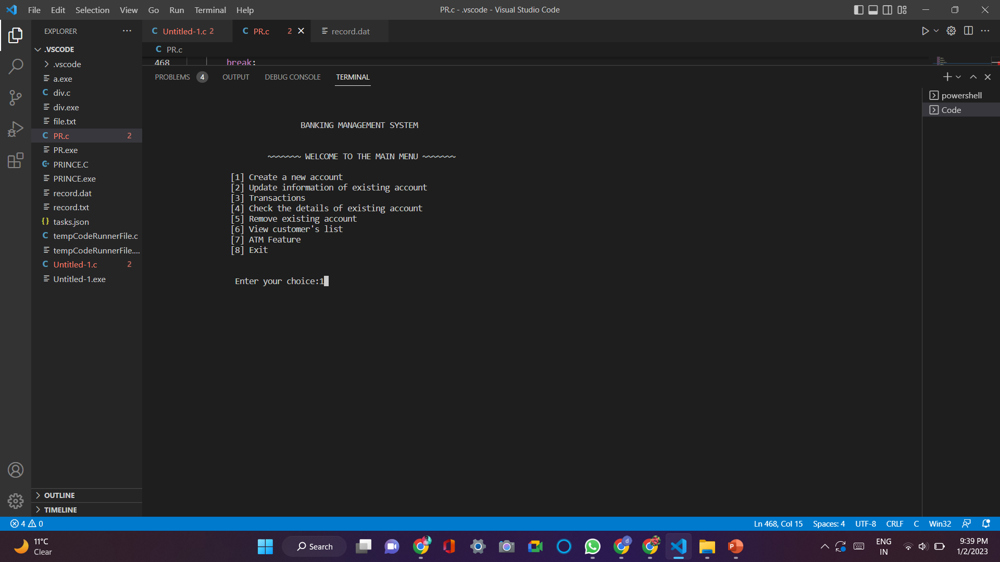 File Edit Selection View Go Run Terminal Help
PR.c - .vscode - Visual Studio Code
EXPLORER
Untitled-1.c 2
PR.c 2
record.dat
.VSCODE
PR.c
.vscode
468 break;
a.exe
PROBLEMS 4 OUTPUT DEBUG CONSOLE TERMINAL
div.c
powershell
div.exe
Code
file.txt
PR.c 2
PR.exe
PRINCE.C
PRINCE.exe
record.dat
record.txt
tasks.json
tempCodeRunnerFile.c
tempCodeRunnerFile....
Untitled-1.c 2
Untitled-1.exe
BANKING MANAGEMENT SYSTEM
~~~~~~~ WELCOME TO THE MAIN MENU ~~~~~~~
[1] Create a new account
[2] Update information of existing account
[3] Transactions
[4] Check the details of existing account
[5] Remove existing account
[6] View customer's list
[7] ATM Feature
[8] Exit
Enter your choice:1
OUTLINE
TIMELINE
4 0
Ln 468, Col 15 Spaces: 4 UTF-8 CRLF C Win32
11°C
Clear
Search
ENG
IN
9:39 PM
1/2/2023